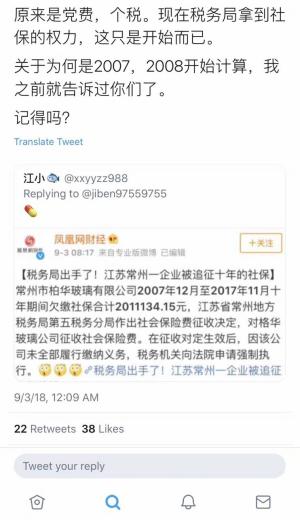 原来是党费，个税。现在税务局拿到社
保的权力，这只是开始而已。
关于为何是2007，2008开始计算，我
之前就告诉过你们了。
记得吗?
Translate Tweet
江小🐟 @xxyyzz988
Replying to @jiben97559755
💊
凤凰网财经
9-3 08:17 来自专业版微博 已编辑
＋关注
【税务局出手了！江苏常州一企业被追征十年的社保】
常州市柏华玻璃有限公司2007年12月至2017年11月十
年期间欠缴社保合计2011134.15元，江苏省常州地方
税务局第五税务分局作出社会保险费征收决定，对格华
玻璃公司征收社会保险费。在征收对定生效后，因该公
司未全部履行缴纳义务，税务机关向法院申请强制执
行。😳😳😳税务局出手了！江苏常州一企业被追征
9/3/18, 12:09 AM
22 Retweets 38 Likes
Tweet your reply